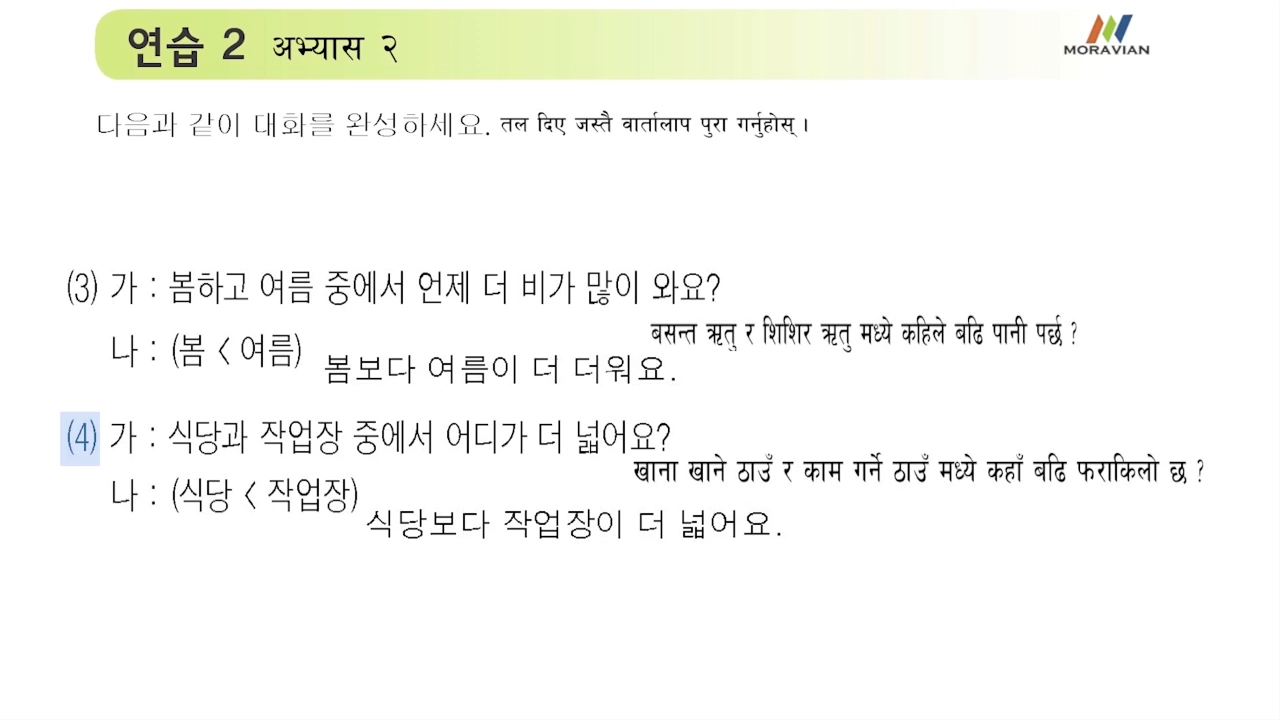 연습 2 अभ्यास २
MORAVIAN
다음과 같이 대화를 완성하세요. तल दिए जस्तै वार्तालाप पुरा गर्नुहोस् ।
(3) 가 : 봄하고 여름 중에서 언제 더 비가 많이 와요?
बसन्त ऋतु र शिशिर ऋतु मध्ये कहिले बढि पानी पर्छ ?
나 : (봄 < 여름) 봄보다 여름이 더 더워요.
(4) 가 : 식당과 작업장 중에서 어디가 더 넓어요?
खाना खाने ठाउँ र काम गर्ने ठाउँ मध्ये कहाँ बढि फराकिलो छ ?
나 : (식당 < 작업장) 식당보다 작업장이 더 넓어요.